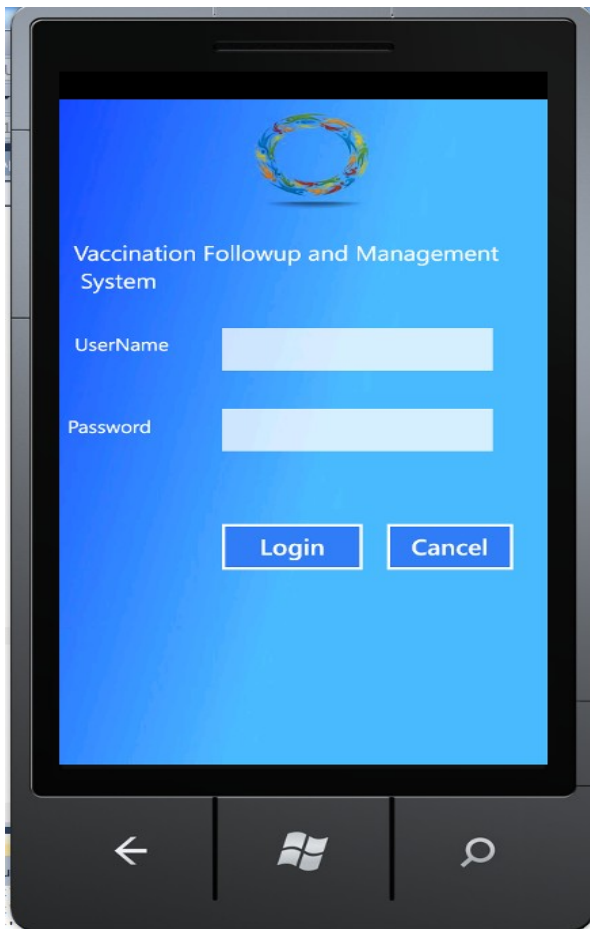 Vaccination Followup and Management
System
UserName
Password
Login Cancel